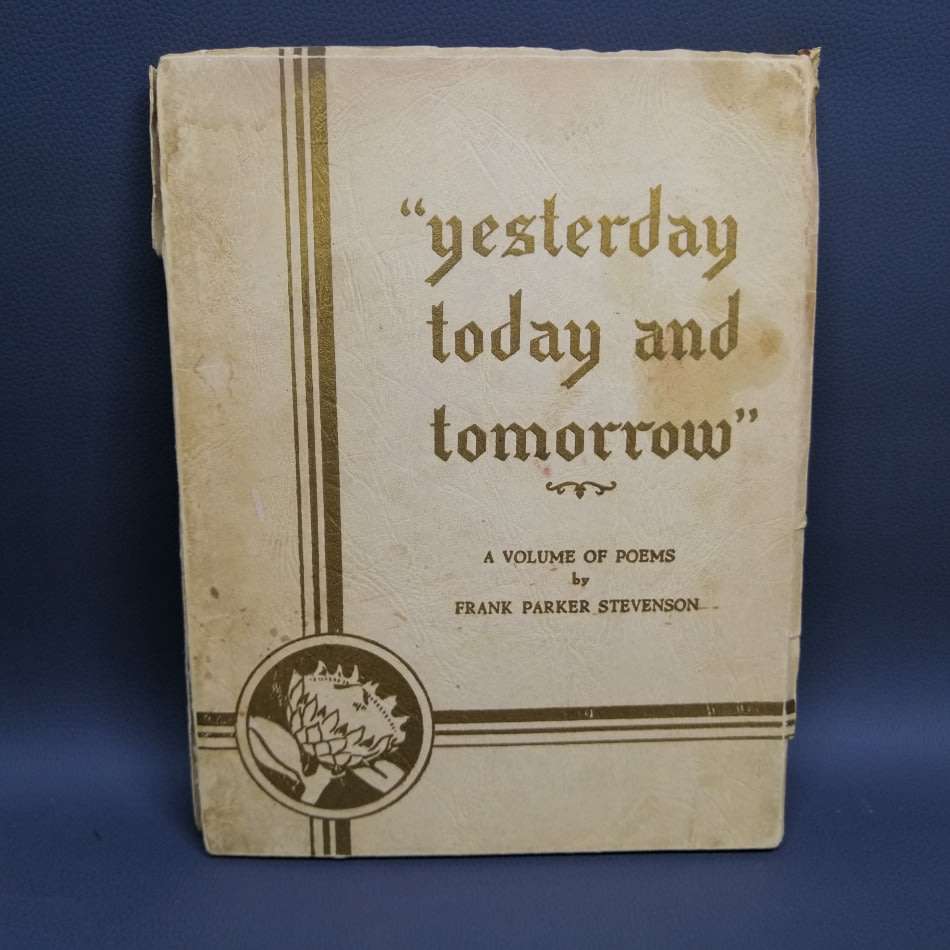 “yesterday
today and
tomorrow”
A VOLUME OF POEMS
by
FRANK PARKER STEVENSON